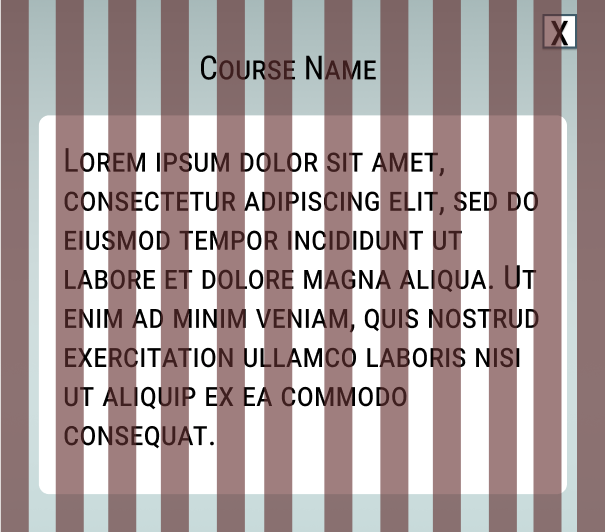 X
Course Name
Lorem ipsum dolor sit amet,
consectetur adipiscing elit, sed do
eiusmod tempor incididunt ut
labore et dolore magna aliqua. Ut
enim ad minim veniam, quis nostrud
exercitation ullamco laboris nisi
ut aliquip ex ea commodo
consequat.